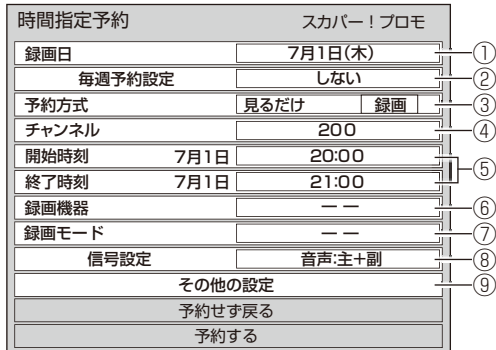 時間指定予約 スカパー！プロモ
録画日 7月1日(木) ①
毎週予約設定 しない ②
予約方式 見るだけ 録画 ③
チャンネル 200 ④
開始時刻 7月1日 20:00
⑤
終了時刻 7月1日 21:00
録画機器 －－ ⑥
録画モード －－ ⑦
信号設定 音声:主+副 ⑧
その他の設定 ⑨
予約せず戻る
予約する